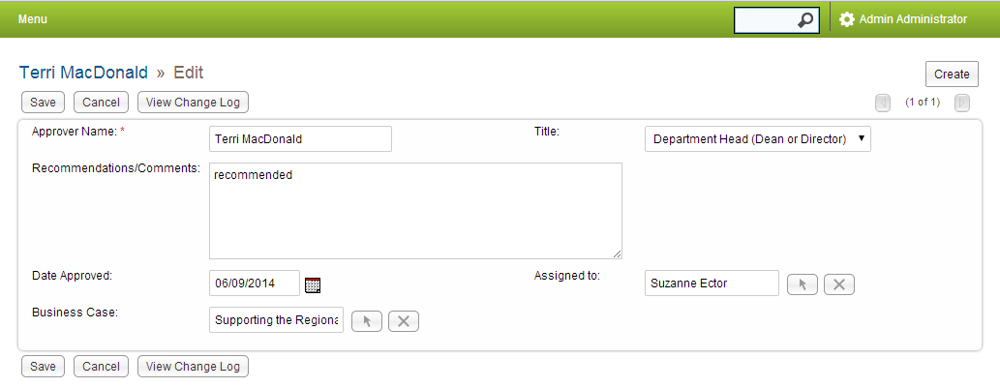 Menu
Admin Administrator
Terri MacDonald » Edit
Create
Save Cancel View Change Log
(1 of 1)
Approver Name: * Terri MacDonald Title: Department Head (Dean or Director)
Recommendations/Comments: recommended
Date Approved: 06/09/2014 Assigned to: Suzanne Ector
Business Case: Supporting the Regiona
Save Cancel View Change Log